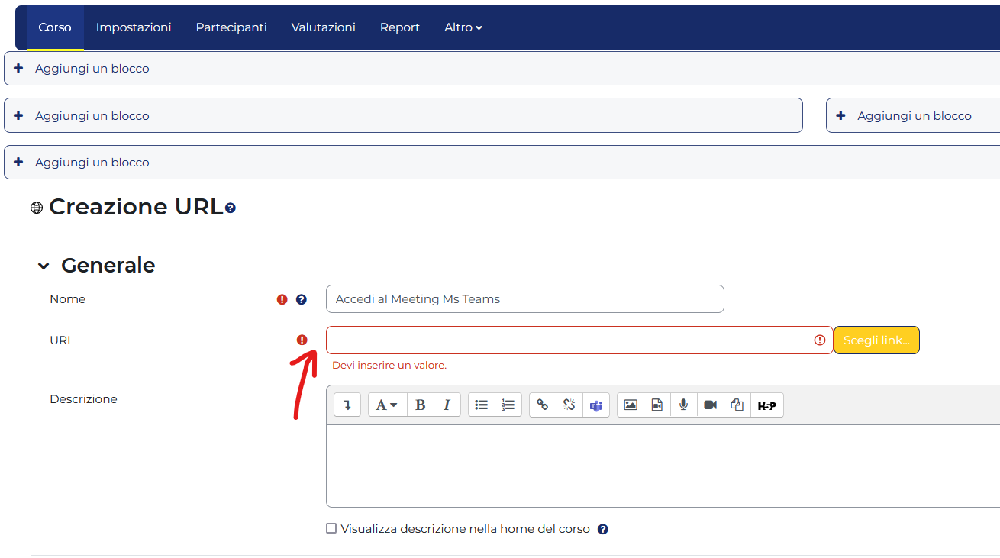 Corso Impostazioni Partecipanti Valutazioni Report Altro
Aggiungi un blocco
Aggiungi un blocco Aggiungi un blocco
Aggiungi un blocco
Creazione URL
Generale
Nome Accedi al Meeting Ms Teams
URL Scegli link...
- Devi inserire un valore.
Descrizione
A B I H5P
Visualizza descrizione nella home del corso